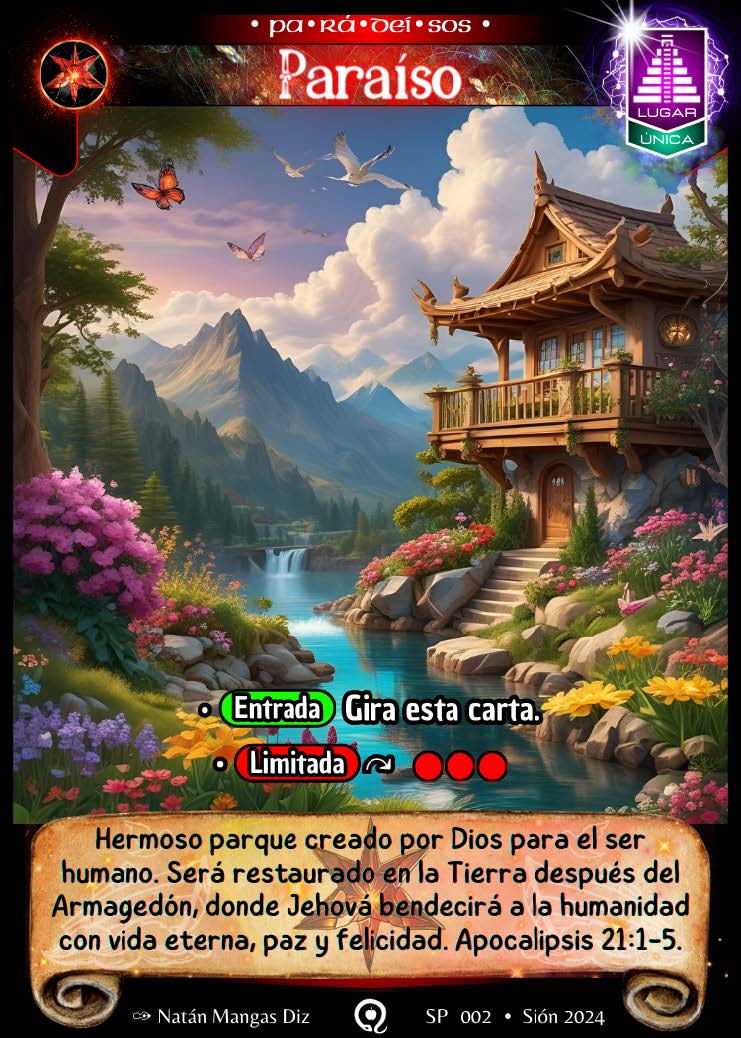 • pa•rá•deí•sos •
Paraíso
LUGAR
ÚNICA
• Entrada Gira esta carta.
• Limitada
Hermoso parque creado por Dios para el ser
humano. Será restaurado en la Tierra después del
Armagedón, donde Jehová bendecirá a la humanidad
con vida eterna, paz y felicidad. Apocalipsis 21:1-5.
Natán Mangas Diz
SP 002 • Sión 2024